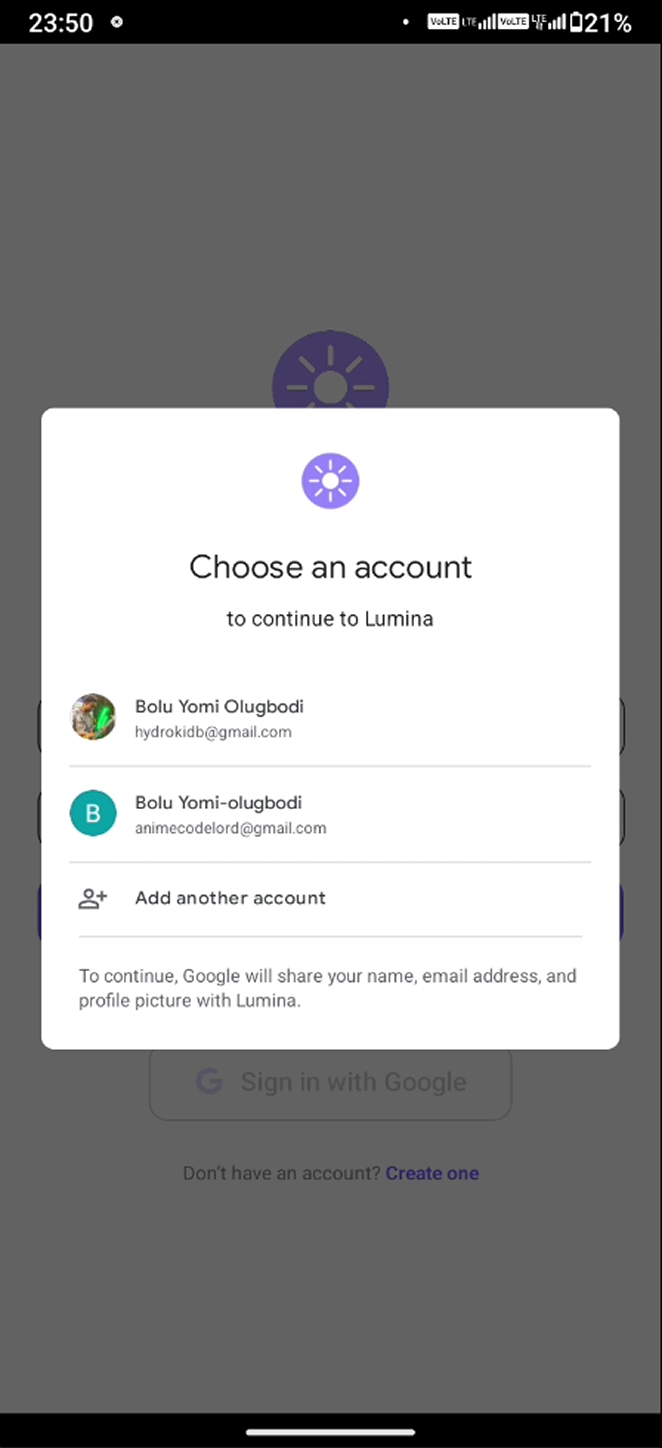 23:50 VoLTE LTE VoLTE LTE 21%
Choose an account
to continue to Lumina
Bolu Yomi Olugbodi
hydrokidb@gmail.com
B
Bolu Yomi-olugbodi
animecodelord@gmail.com
Add another account
To continue, Google will share your name, email address, and
profile picture with Lumina.
G Sign in with Google
Don't have an account? Create one